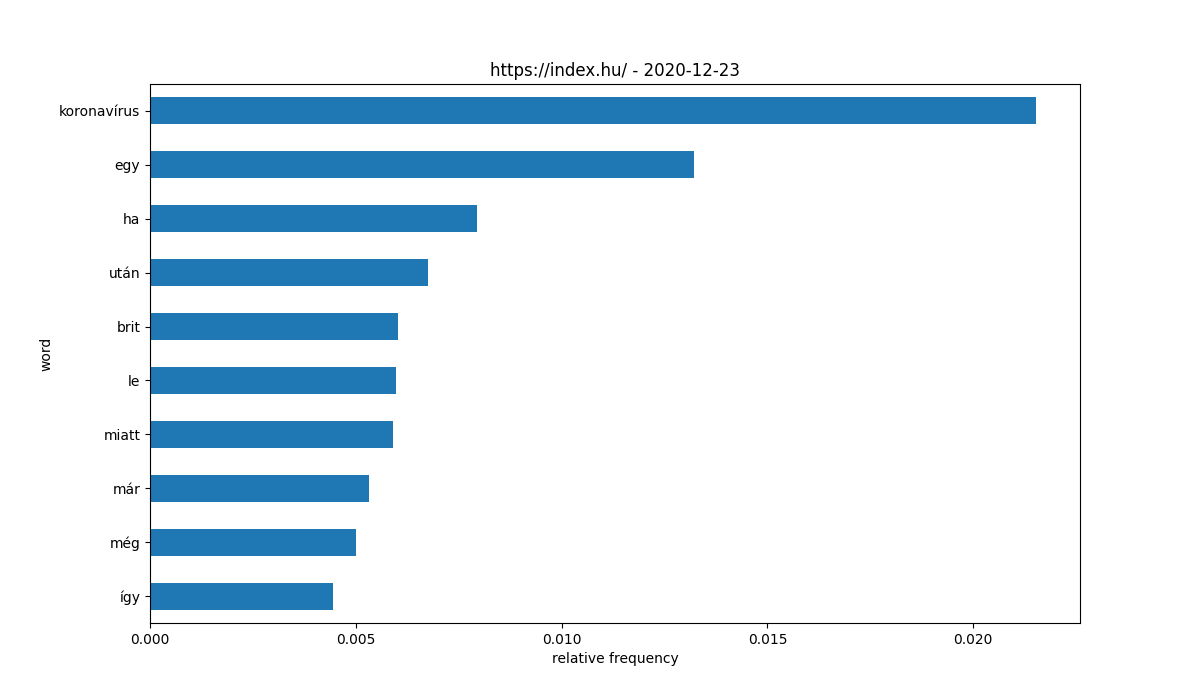 https://index.hu/ - 2020-12-23
koronavírus
egy
ha
után
brit
le
miatt
már
még
így
word
0.000 0.005 0.010 0.015 0.020
relative frequency